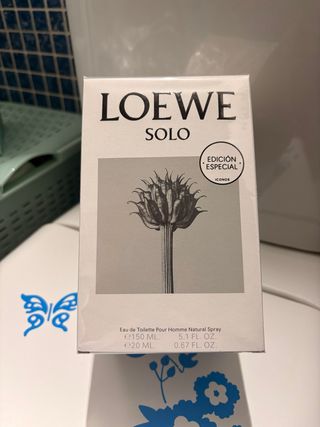 LOEWE
SOLO
EDICIÓN
ESPECIAL
ICONOS
Eau de Toilette Pour Homme Natural Spray
℮150 ML. 5.1 FL. OZ.
℮20 ML. 0.67 FL. OZ.